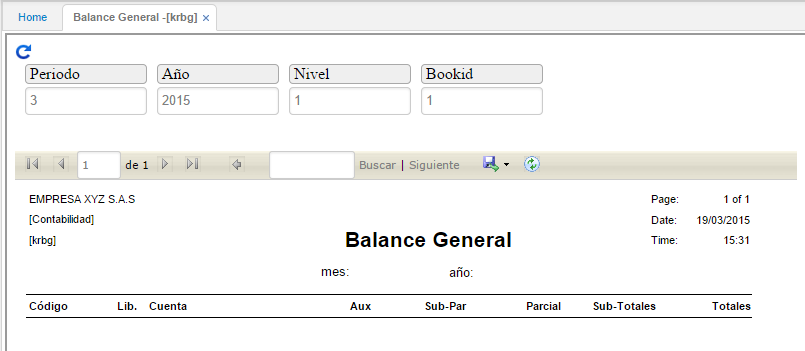 Home Balance General -[krbg] ×
Periodo Año Nivel Bookid
3 2015 1 1
1 de 1 Buscar | Siguiente
EMPRESA XYZ S.A.S Page: 1 of 1
[Contabilidad] Date: 19/03/2015
[krbg] Balance General Time: 15:31
mes: año:
Código Lib. Cuenta Aux Sub-Par Parcial Sub-Totales Totales